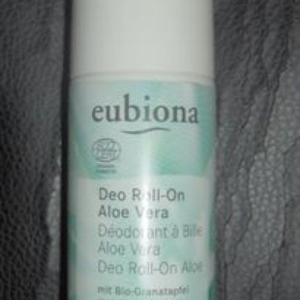 eubiona
Deo Roll-On
Aloe Vera
Déodorant à Bille
Aloe Vera
Deo Roll-On Aloe
mit Bio-Granatapfel